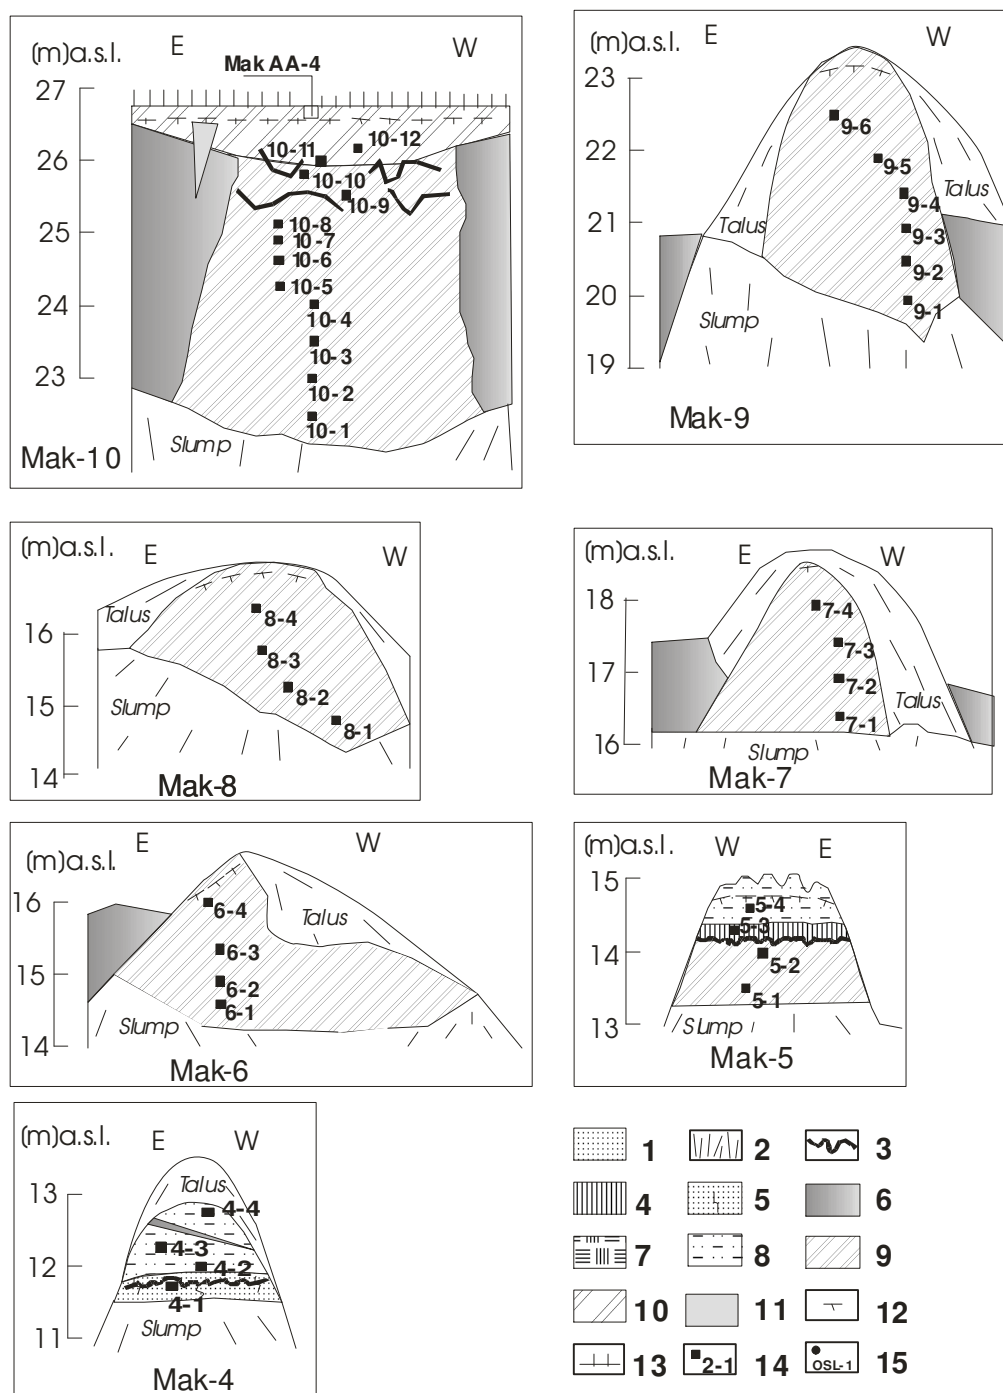 (m)a.s.l. E W
Mak AA-4
27
26
25
24
23
10-12
10-11
10-10
10-9
10-8
10-7
10-6
10-5
10-4
10-3
10-2
10-1
Slump
Mak-10
(m)a.s.l. E W
23
22
21
20
19
9-6
9-5
9-4
9-3
9-2
9-1
Talus
Talus
Slump
Mak-9
(m)a.s.l. E W
16
15
14
Talus
8-4
8-3
8-2
8-1
Slump
Mak-8
(m)a.s.l. E W
18
17
16
7-4
7-3
7-2
7-1
Talus
Slump
Mak-7
(m)a.s.l. E W
16
15
14
6-4
6-3
6-2
6-1
Talus
Slump
Mak-6
(m)a.s.l. W E
15
14
13
5-4
5-3
5-2
5-1
Slump
Mak-5
(m)a.s.l. E W
13
12
11
Talus
4-4
4-3
4-2
4-1
Slump
Mak-4
1 2 3
4 5 6
7 8 9
10 11 12
13 2-1 14 OSL-1 15